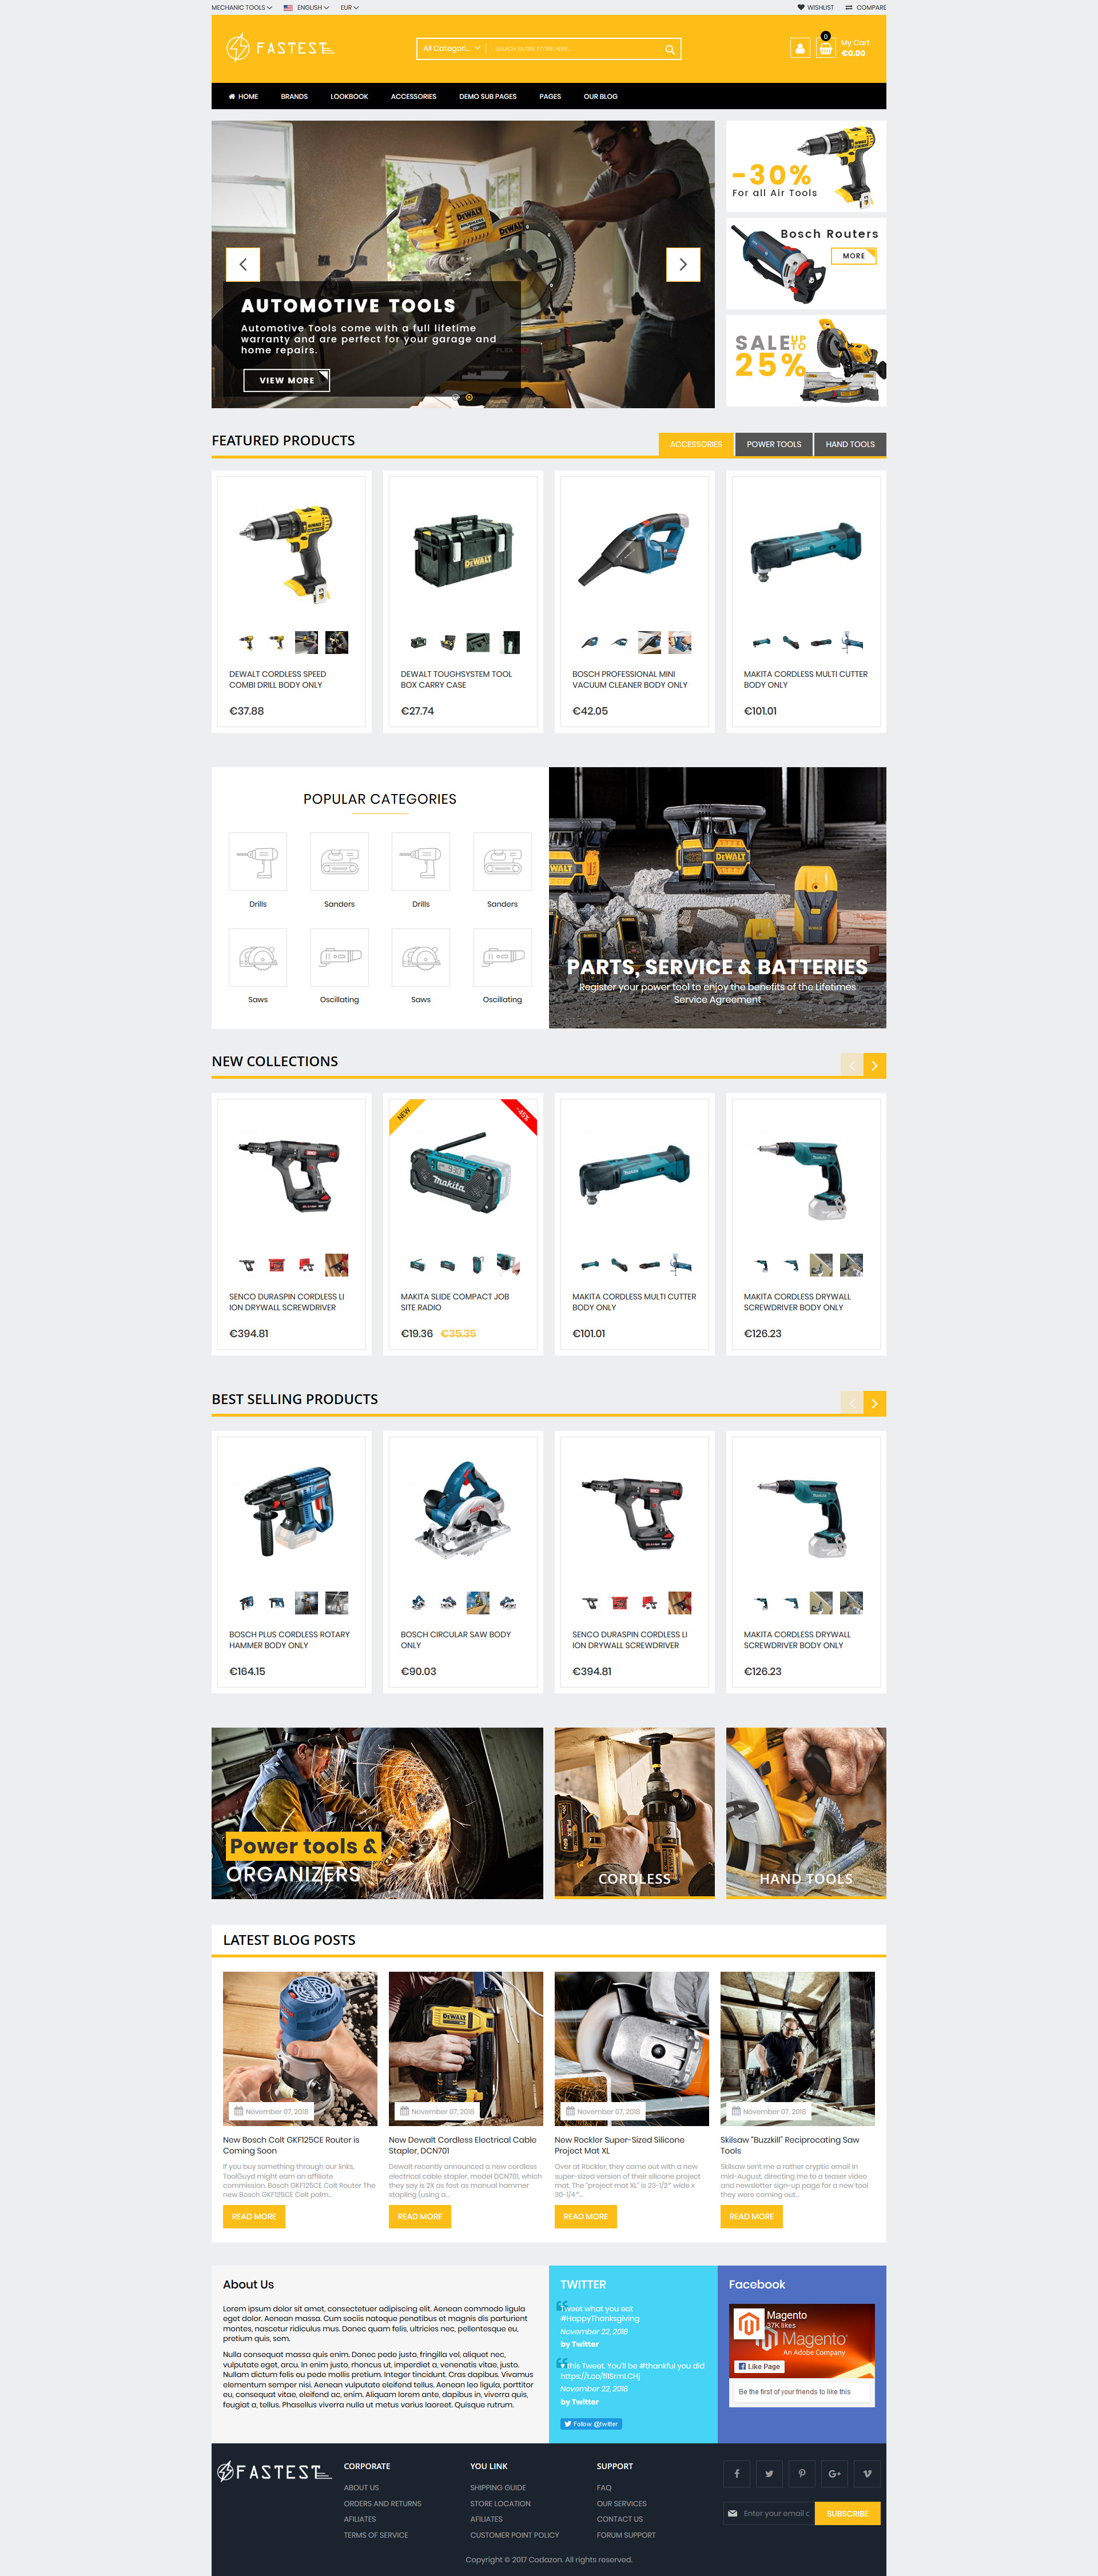 MECHANIC TOOLS ENGLISH EUR WISHLIST COMPARE
FASTEST
All Categori... SEARCH ENTIRE STORE HERE...
0
My Cart
€0.00
HOME BRANDS LOOKBOOK ACCESSORIES DEMO SUB PAGES PAGES OUR BLOG
DEWALT
DEWALT
AUTOMOTIVE TOOLS
Automotive Tools come with a full lifetime
warranty and are perfect for your garage and
home repairs.
VIEW MORE
-30%
For all Air Tools
Bosch Routers
MORE
SALE UP TO
25%
FEATURED PRODUCTS
ACCESSORIES POWER TOOLS HAND TOOLS
DEWALT
DEWALT CORDLESS SPEED
COMBI DRILL BODY ONLY
€37.88
DEWALT TOUGHSYSTEM TOOL
BOX CARRY CASE
€27.74
BOSCH PROFESSIONAL MINI
VACUUM CLEANER BODY ONLY
€42.05
MAKITA CORDLESS MULTI CUTTER
BODY ONLY
€101.01
POPULAR CATEGORIES
Drills Sanders Drills Sanders
Saws Oscillating Saws Oscillating
DEWALT
WALT
PARTS, SERVICE & BATTERIES
Register your power tool to enjoy the benefits of the Lifetimes
Service Agreement
NEW COLLECTIONS
NEW
-45%
makita
SENCO DURASPIN CORDLESS LI
ION DRYWALL SCREWDRIVER
€394.81
MAKITA SLIDE COMPACT JOB
SITE RADIO
€19.36 €35.35
MAKITA CORDLESS MULTI CUTTER
BODY ONLY
€101.01
MAKITA CORDLESS DRYWALL
SCREWDRIVER BODY ONLY
€126.23
BEST SELLING PRODUCTS
BOSCH
BOSCH PLUS CORDLESS ROTARY
HAMMER BODY ONLY
€164.15
BOSCH CIRCULAR SAW BODY
ONLY
€90.03
SENCO DURASPIN CORDLESS LI
ION DRYWALL SCREWDRIVER
€394.81
MAKITA CORDLESS DRYWALL
SCREWDRIVER BODY ONLY
€126.23
Power tools &
ORGANIZERS
CORDLESS
HAND TOOLS
LATEST BLOG POSTS
DEWALT
November 07, 2018
New Bosch Colt GKF125CE Router is
Coming Soon
If you buy something through our links,
ToolGuyd might earn an affiliate
commission. Bosch GKF125CE Colt Router The
new Bosch GKF125CE Colt palm...
READ MORE
November 07, 2018
New Dewalt Cordless Electrical Cable
Stapler, DCN701
Dewalt recently announced a new cordless
electrical cable stapler, model DCN701, which
they say is 2X as fast as manual hammer
stapling (using a...
READ MORE
November 07, 2018
New Rockler Super-Sized Silicone
Project Mat XL
Over at Rockler, they came out with a new
super-sized version of their silicone project
mat. The "project mat XL" is 23-1/2″ wide x
30-1/4″...
READ MORE
November 07, 2018
Skilsaw "Buzzkill" Reciprocating Saw
Tools
Skilsaw sent me a rather cryptic email in
mid-August, directing me to a teaser video
and newsletter sign-up page for a new tool
they were coming out...
READ MORE
About Us
Lorem ipsum dolor sit amet, consectetuer adipiscing elit. Aenean commodo ligula
eget dolor. Aenean massa. Cum sociis natoque penatibus et magnis dis parturient
montes, nascetur ridiculus mus. Donec quam felis, ultricies nec, pellentesque eu,
pretium quis, sem.
Nulla consequat massa quis enim. Donec pede justo, fringilla vel, aliquet nec,
vulputate eget, arcu. In enim justo, rhoncus ut, imperdiet a, venenatis vitae, justo.
Nullam dictum felis eu pede mollis pretium. Integer tincidunt. Cras dapibus. Vivamus
elementum semper nisi. Aenean vulputate eleifend tellus. Aenean leo ligula, porttitor
eu, consequat vitae, eleifend ac, enim. Aliquam lorem ante, dapibus in, viverra quis,
feugiat a, tellus. Phasellus viverra nulla ut metus varius laoreet. Quisque rutrum.
TWITTER
Tweet what you eat
#HappyThanksgiving
November 22, 2018
by Twitter
this Tweet. You'll be #thankful you did
November 22, 2018
by Twitter
Follow @twitter
Facebook
Magento
37K likes
Magento
An Adobe Company
Like Page
Be the first of your friends to like this
FASTEST
CORPORATE
ABOUT US
ORDERS AND RETURNS
AFILIATES
TERMS OF SERVICE
YOU LINK
SHIPPING GUIDE
STORE LOCATION
AFILIATES
CUSTOMER POINT POLICY
SUPPORT
FAQ
OUR SERVICES
CONTACT US
FORUM SUPPORT
Enter your email c SUBSCRIBE
Copyright © 2017 Codazon. All rights reserved.